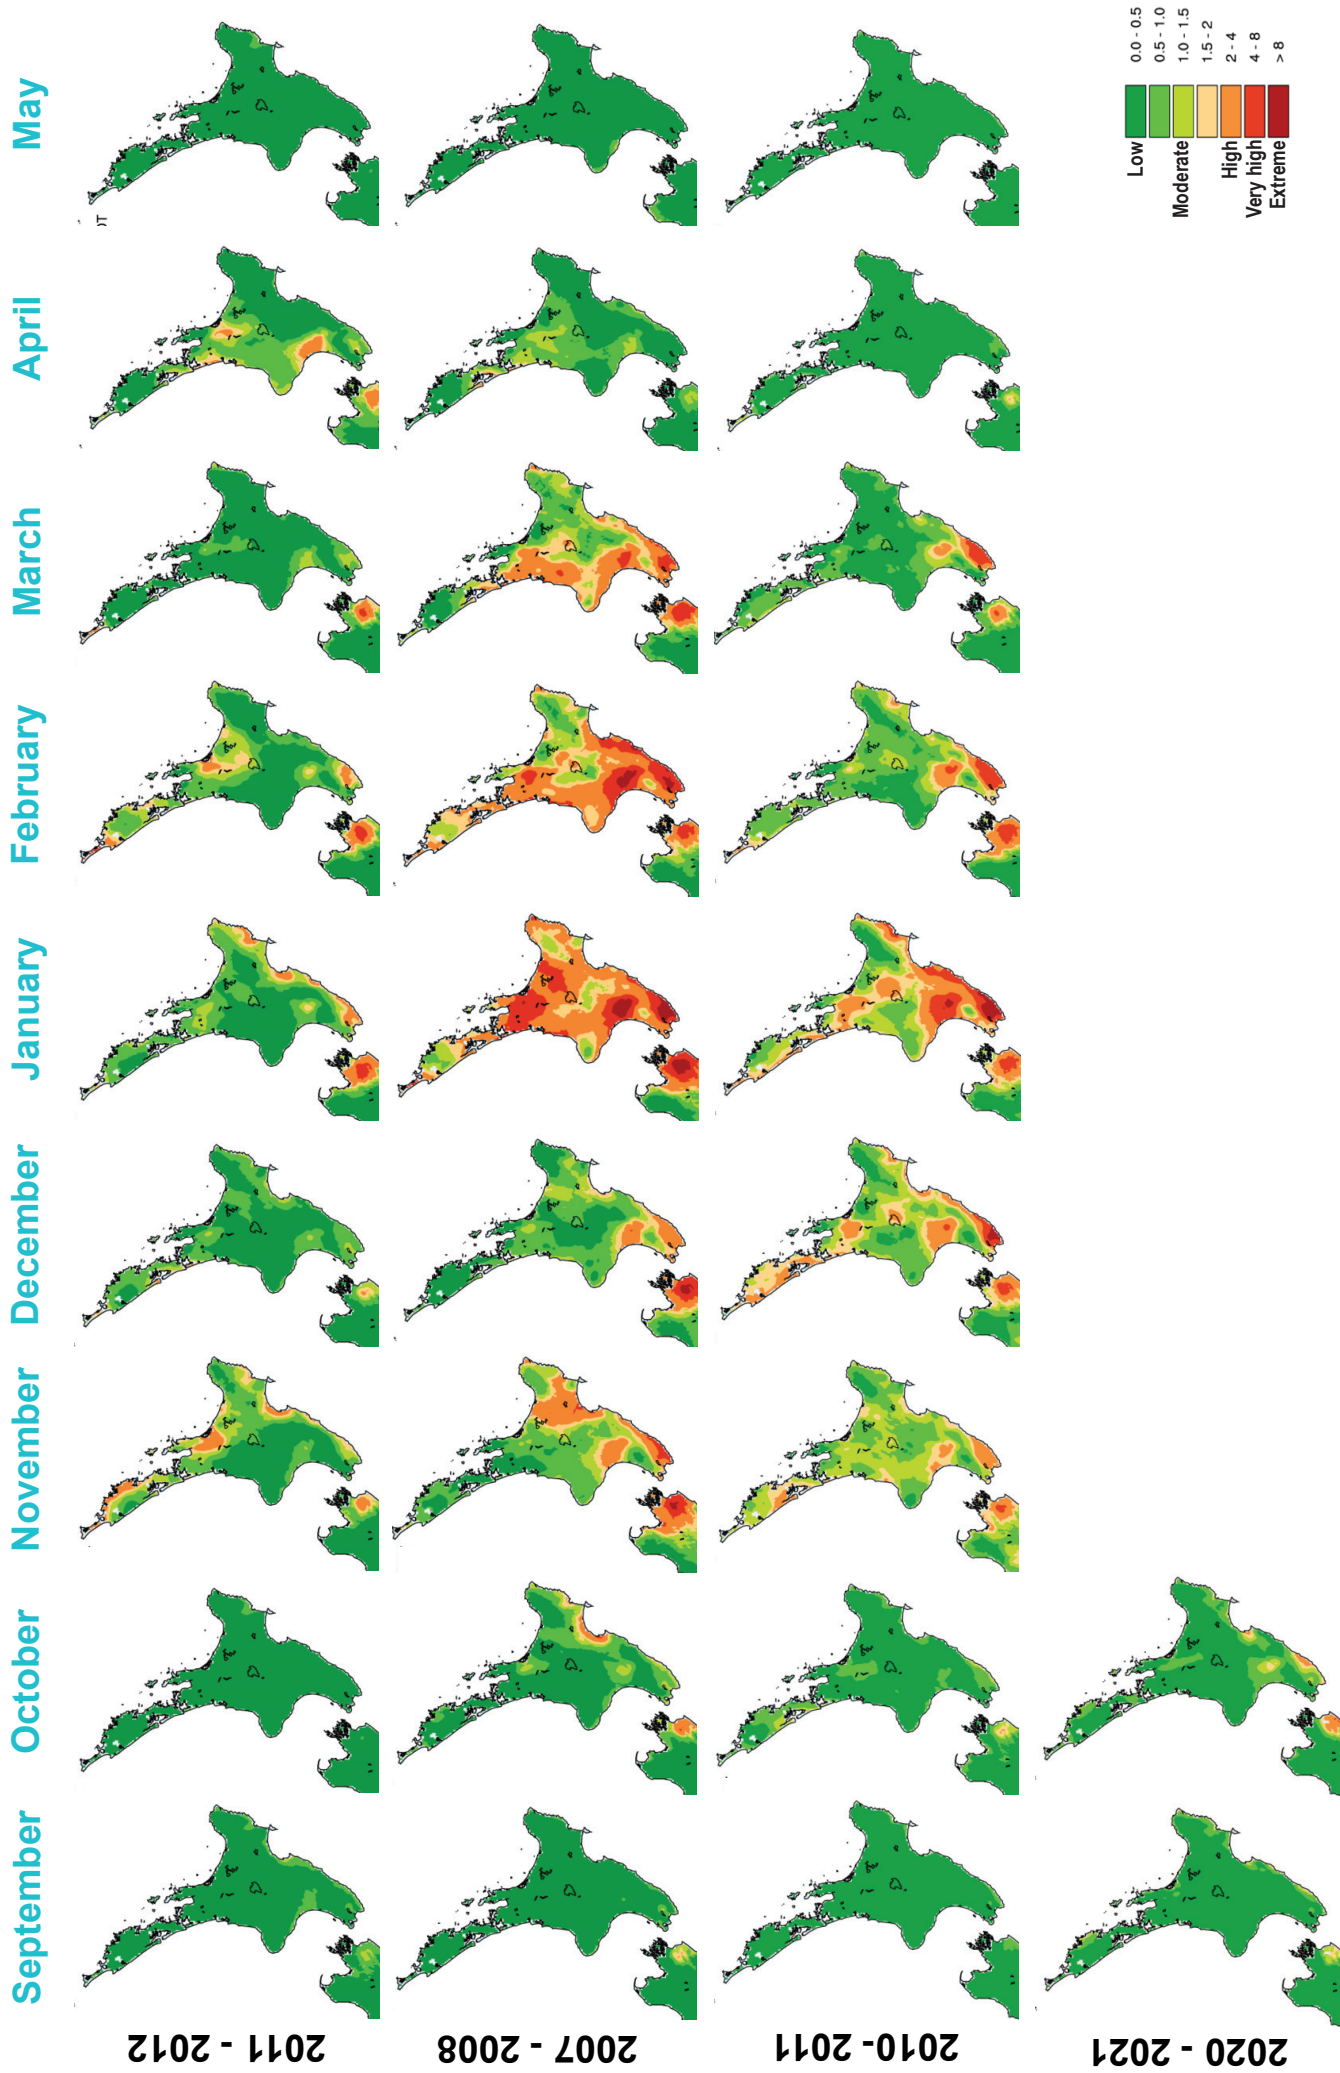 September
October
November
December
January
February
March
April
May
2011 - 2012
2007 - 2008
2010- 2011
2020 - 2021
OT
Low
0.0 - 0.5
0.5 - 1.0
Moderate
1.0 - 1.5
1.5 - 2
High
2 - 4
Very high
4 - 8
Extreme
> 8